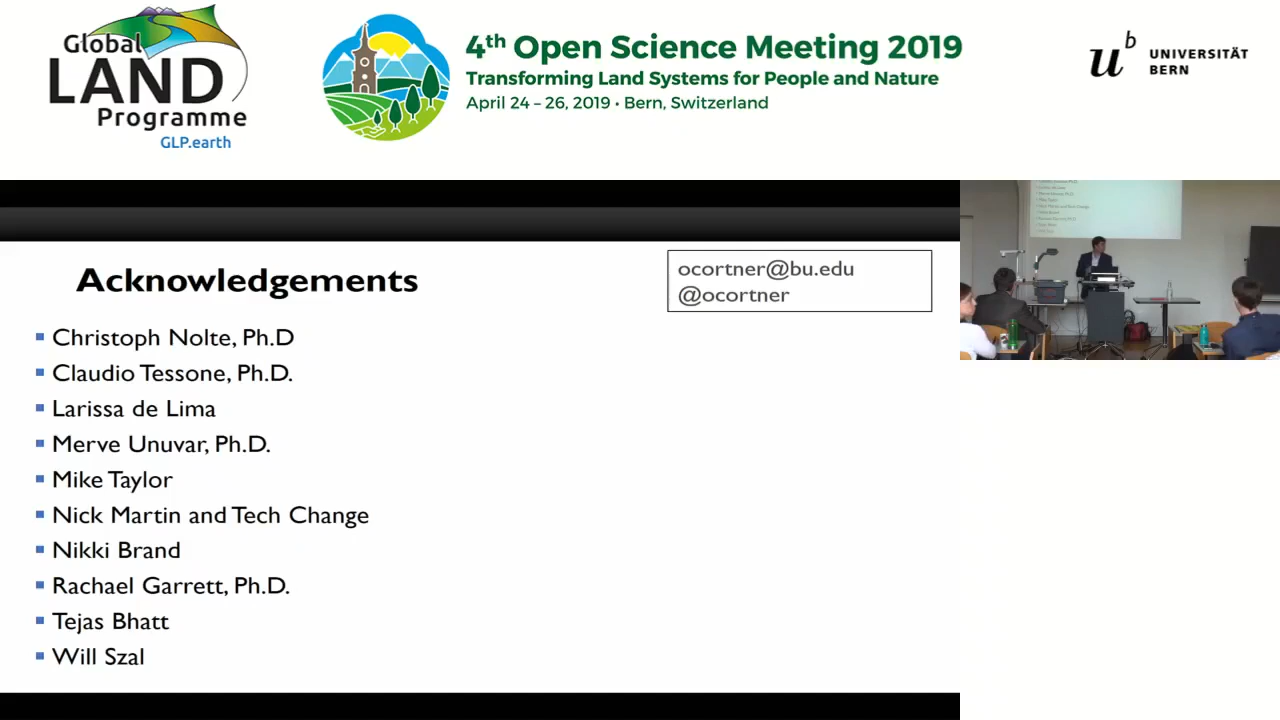 Global
LAND
Programme
GLP.earth
4th Open Science Meeting 2019
Transforming Land Systems for People and Nature
April 24 – 26, 2019 • Bern, Switzerland
u b
UNIVERSITÄT
BERN
Acknowledgements
ocortner@bu.edu
@ocortner
Christoph Nolte, Ph.D
Claudio Tessone, Ph.D.
Larissa de Lima
Merve Unuvar, Ph.D.
Mike Taylor
Nick Martin and Tech Change
Nikki Brand
Rachael Garrett, Ph.D.
Tejas Bhatt
Will Szal